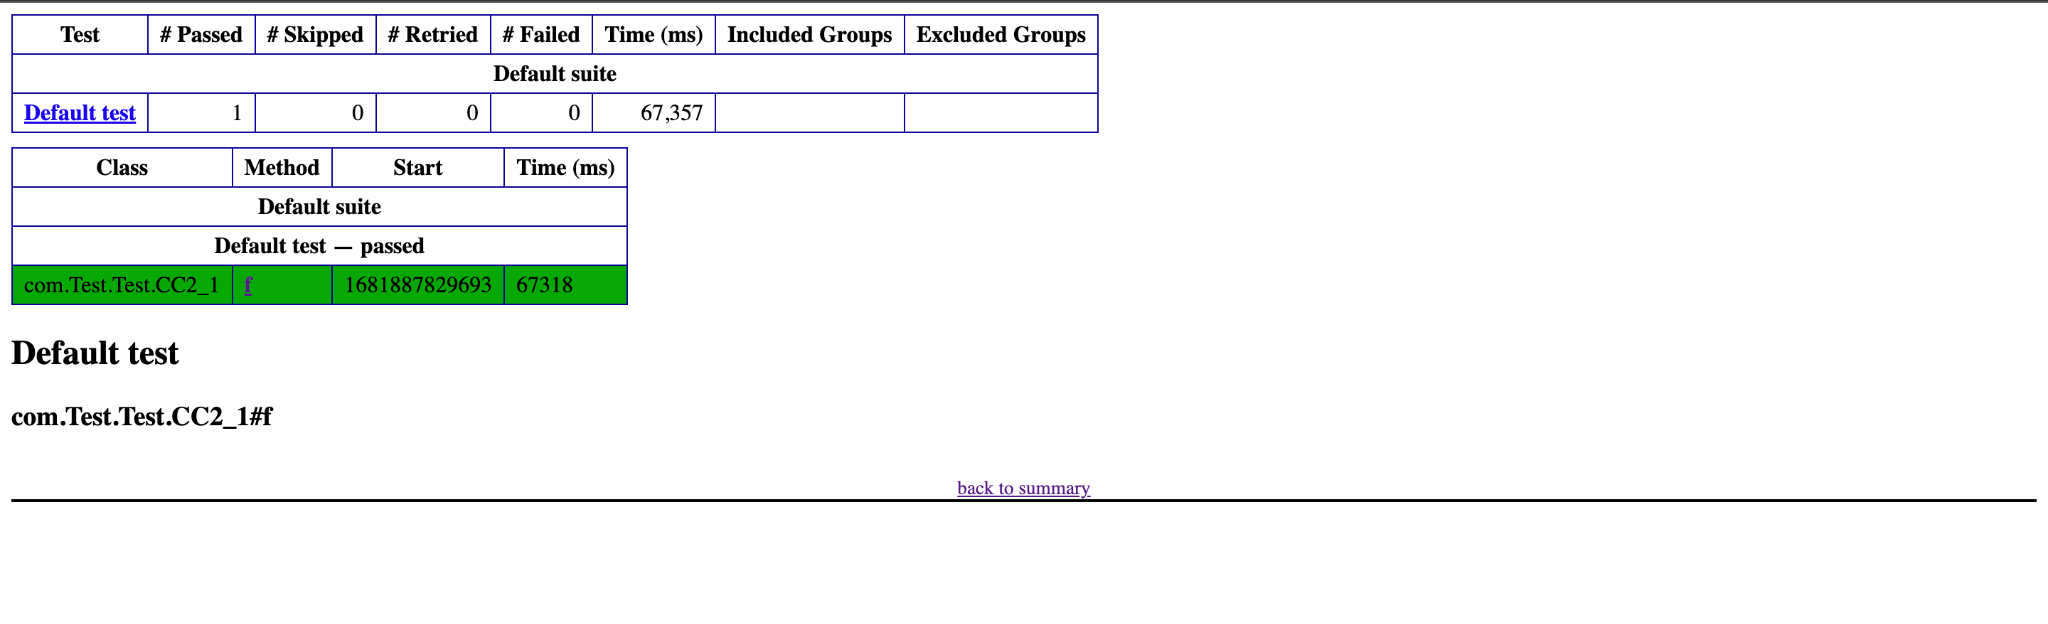 Test # Passed # Skipped # Retried # Failed Time (ms) Included Groups Excluded Groups
Default suite
Default test 1 0 0 0 67,357
Class Method Start Time (ms)
Default suite
Default test — passed
com.Test.Test.CC2_1 f 1681887829693 67318
Default test
com.Test.Test.CC2_1#f
back to summary